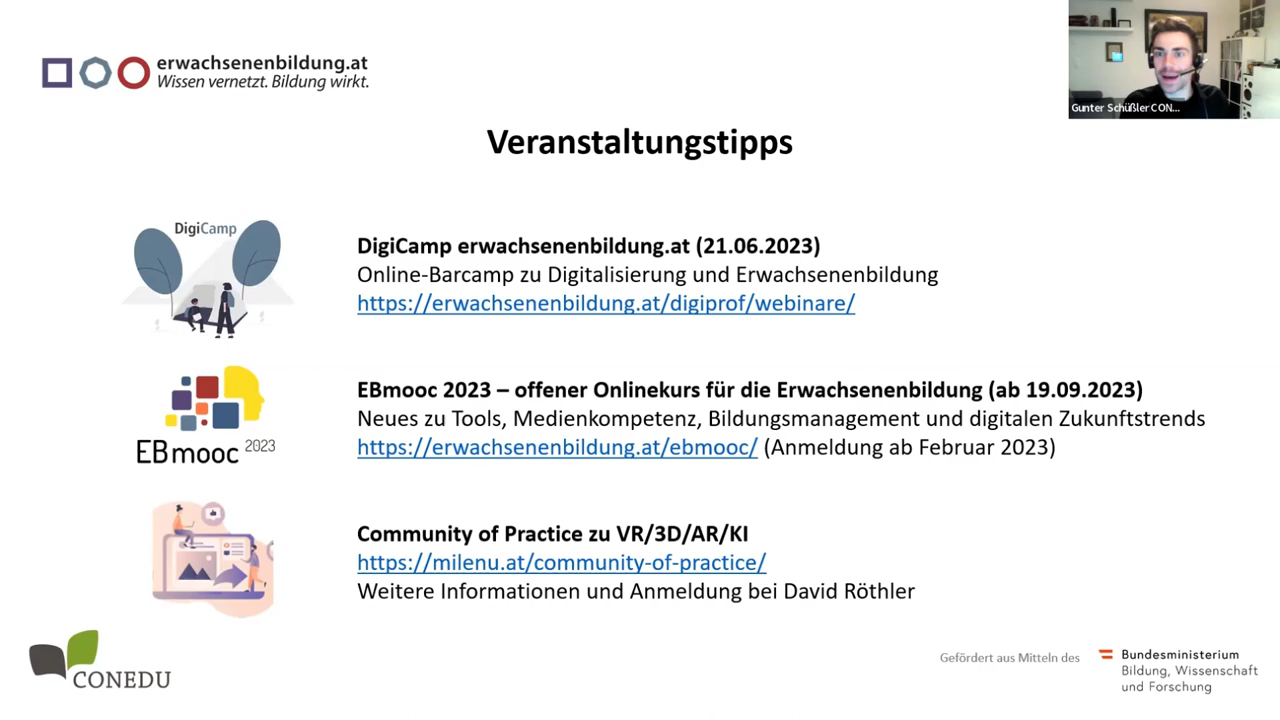 erwachsenenbildung.at
Wissen vernetzt. Bildung wirkt.
Gunter Schüßler CON...
Veranstaltungstipps
DigiCamp
DigiCamp erwachsenenbildung.at (21.06.2023)
Online-Barcamp zu Digitalisierung und Erwachsenenbildung
https://erwachsenenbildung.at/digiprof/webinare/
EBmooc 2023
EBmooc 2023 – offener Onlinekurs für die Erwachsenenbildung (ab 19.09.2023)
Neues zu Tools, Medienkompetenz, Bildungsmanagement und digitalen Zukunftstrends
https://erwachsenenbildung.at/ebmooc/ (Anmeldung ab Februar 2023)
Community of Practice zu VR/3D/AR/KI
https://milenu.at/community-of-practice/
Weitere Informationen und Anmeldung bei David Röthler
CONEDU
Gefördert aus Mitteln des
Bundesministerium
Bildung, Wissenschaft
und Forschung